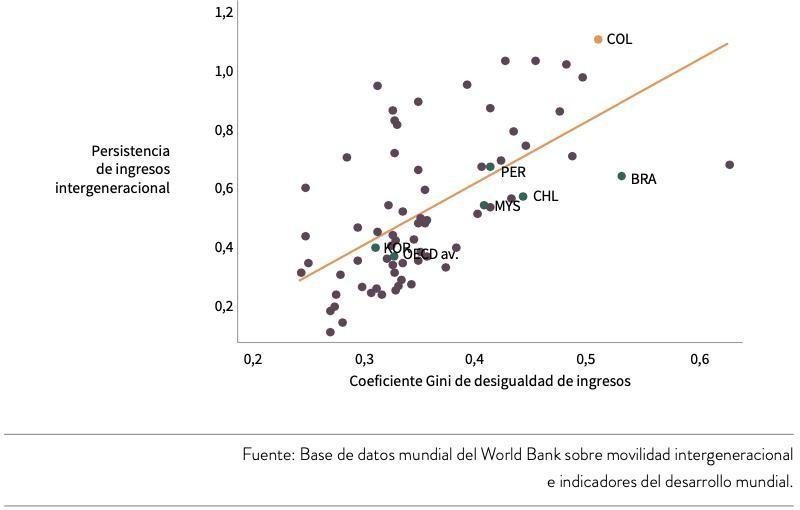 1,2
COL
1,0
0,8
Persistencia
de ingresos
intergeneracional
PER
BRA
0,6
CHL
MYS
0,4
KOR
OECD av.
0,2
0,2 0,3 0,4 0,5 0,6
Coeficiente Gini de desigualdad de ingresos
Fuente: Base de datos mundial del World Bank sobre movilidad intergeneracional
e indicadores del desarrollo mundial.